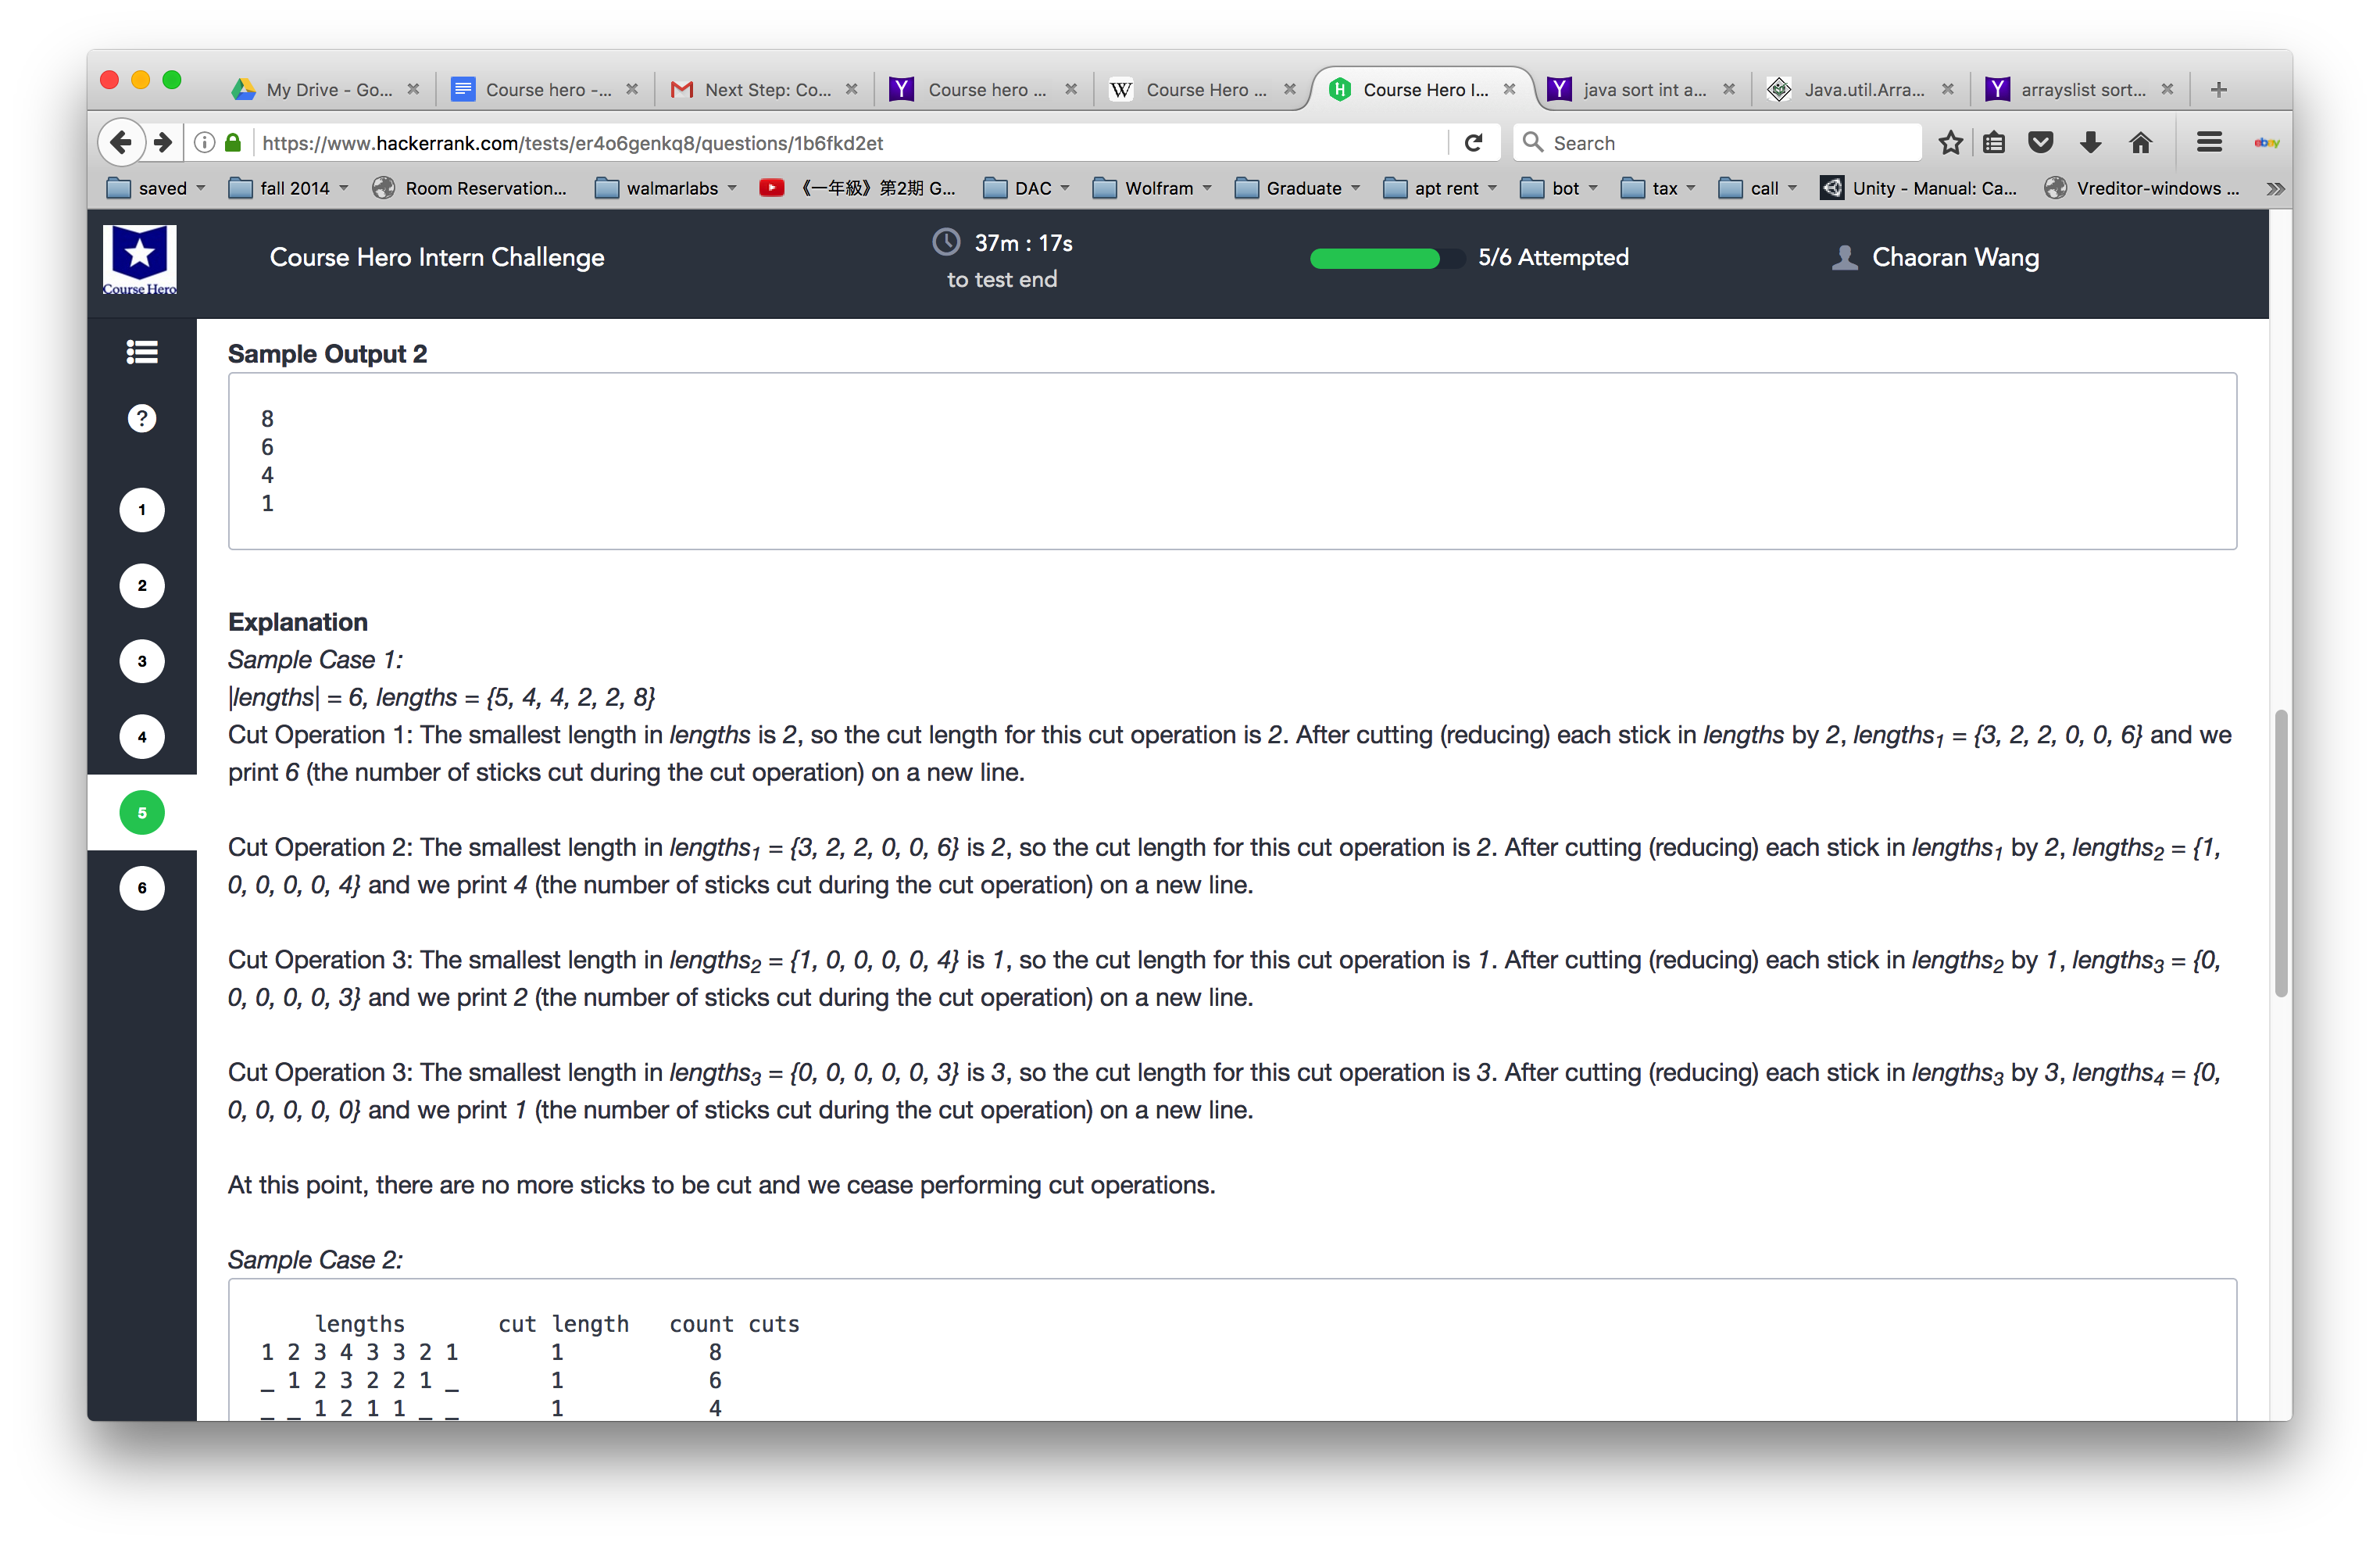 My Drive - Go...
Course hero -...
Next Step: Co...
Course hero ...
Course Hero ...
Course Hero I...
java sort int a...
Java.util.Arra...
arrayslist sort...
https://www.hackerrank.com/tests/er4o6genkq8/questions/1b6fkd2et
Search
ebay
saved
fall 2014
Room Reservation...
walmarlabs
《一年級》第2期 G...
DAC
Wolfram
Graduate
apt rent
bot
tax
call
Unity - Manual: Ca...
Vreditor-windows ...
Course Hero
Course Hero Intern Challenge
37m : 17s
to test end
5/6 Attempted
Chaoran Wang
?
1
2
3
4
5
6
Sample Output 2
8
6
4
1
Explanation
Sample Case 1:
|lengths| = 6, lengths = {5, 4, 4, 2, 2, 8}
Cut Operation 1: The smallest length in lengths is 2, so the cut length for this cut operation is 2. After cutting (reducing) each stick in lengths by 2, lengths1 = {3, 2, 2, 0, 0, 6} and we
print 6 (the number of sticks cut during the cut operation) on a new line.
Cut Operation 2: The smallest length in lengths1 = {3, 2, 2, 0, 0, 6} is 2, so the cut length for this cut operation is 2. After cutting (reducing) each stick in lengths1 by 2, lengths2 = {1,
0, 0, 0, 0, 4} and we print 4 (the number of sticks cut during the cut operation) on a new line.
Cut Operation 3: The smallest length in lengths2 = {1, 0, 0, 0, 0, 4} is 1, so the cut length for this cut operation is 1. After cutting (reducing) each stick in lengths2 by 1, lengths3 = {0,
0, 0, 0, 0, 3} and we print 2 (the number of sticks cut during the cut operation) on a new line.
Cut Operation 3: The smallest length in lengths3 = {0, 0, 0, 0, 0, 3} is 3, so the cut length for this cut operation is 3. After cutting (reducing) each stick in lengths3 by 3, lengths4 = {0,
0, 0, 0, 0, 0} and we print 1 (the number of sticks cut during the cut operation) on a new line.
At this point, there are no more sticks to be cut and we cease performing cut operations.
Sample Case 2:
lengths cut length count cuts
1 2 3 4 3 3 2 1 1 8
_ 1 2 3 2 2 1 _ 1 6
_ _ 1 2 1 1 _ _ 1 4